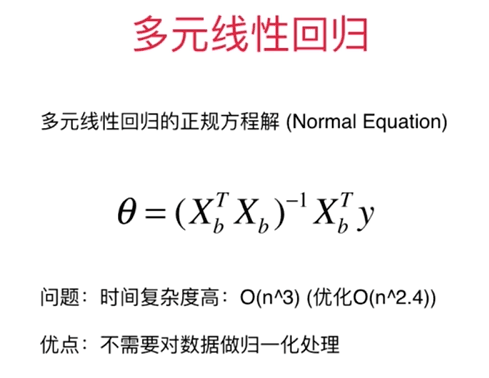 多元线性回归
多元线性回归的正规方程解 (Normal Equation)
θ = (X_b^T X_b)^{-1} X_b^T y
问题：时间复杂度高：O(n^3) (优化O(n^2.4))
优点：不需要对数据做归一化处理